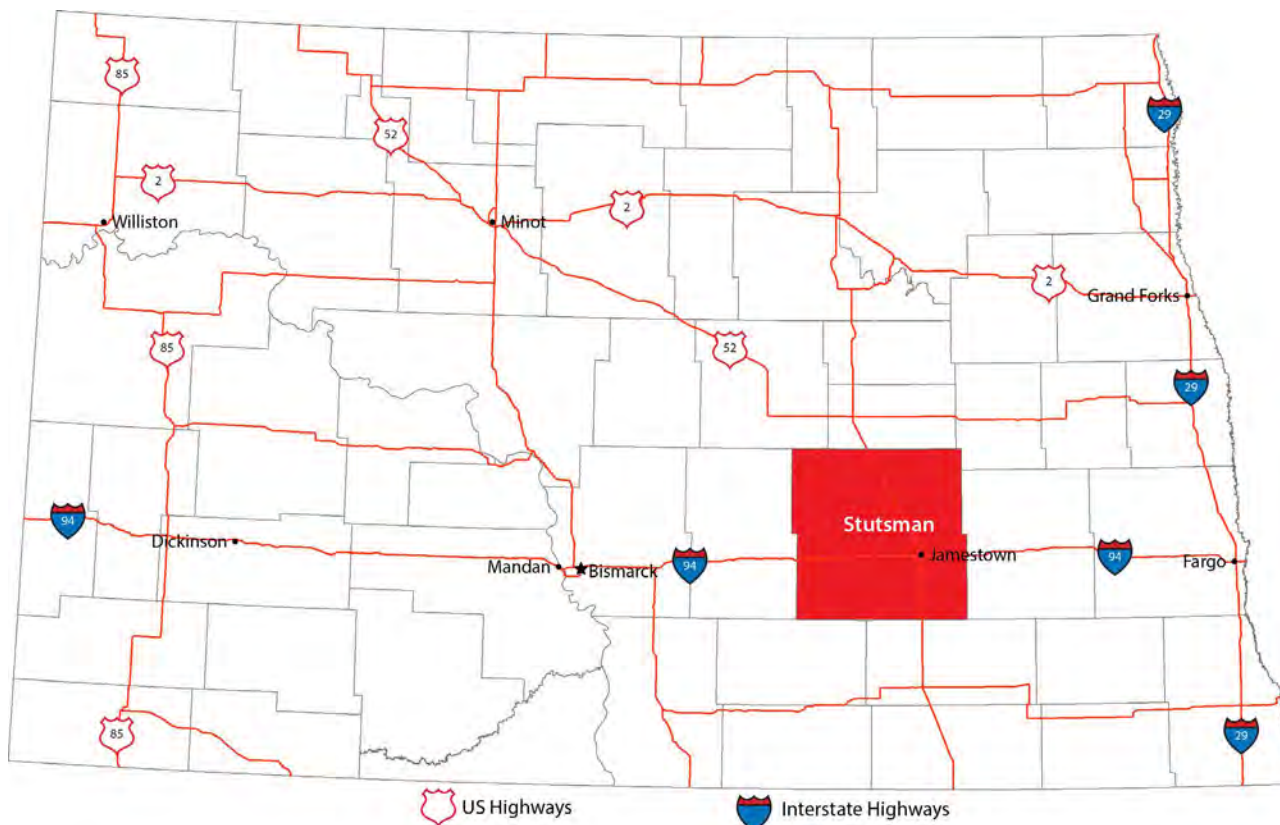 85
29
52
2
2
Williston
Minot
2
Grand Forks
85
52
29
Stutsman
94
Dickinson
Jamestown
94
Mandan
Bismarck
94
Fargo
85
29
US Highways
Interstate Highways